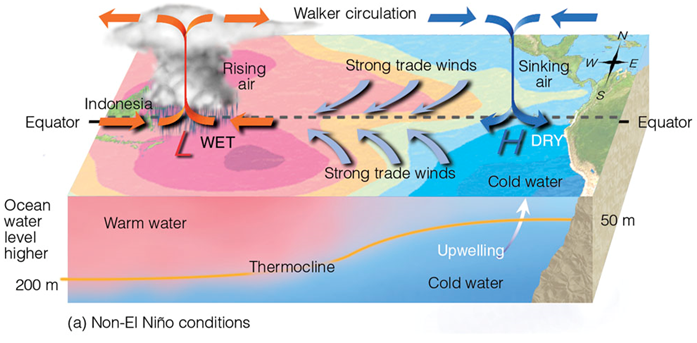 Walker circulation
N
W
E
S
Rising
air
Strong trade winds
Sinking
air
Indonesia
Equator
Equator
L
WET
H
DRY
Strong trade winds
Cold water
Ocean
water
level
higher
Warm water
50 m
Upwelling
Thermocline
200 m
Cold water
(a) Non-El Niño conditions